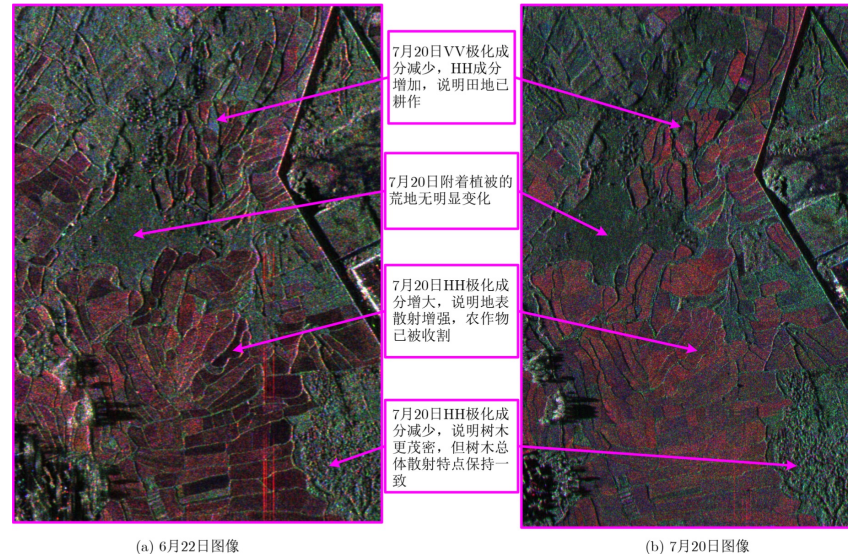 7月20日VV极化成
分减少，HH成分
增加，说明田地已
耕作
7月20日附着植被的
荒地无明显变化
7月20日HH极化成
分增大，说明地表
散射增强，农作物
已被收割
7月20日HH极化成
分减少，说明树木
更茂密，但树木总
体散射特点保持一
致
(a) 6月22日图像
(b) 7月20日图像